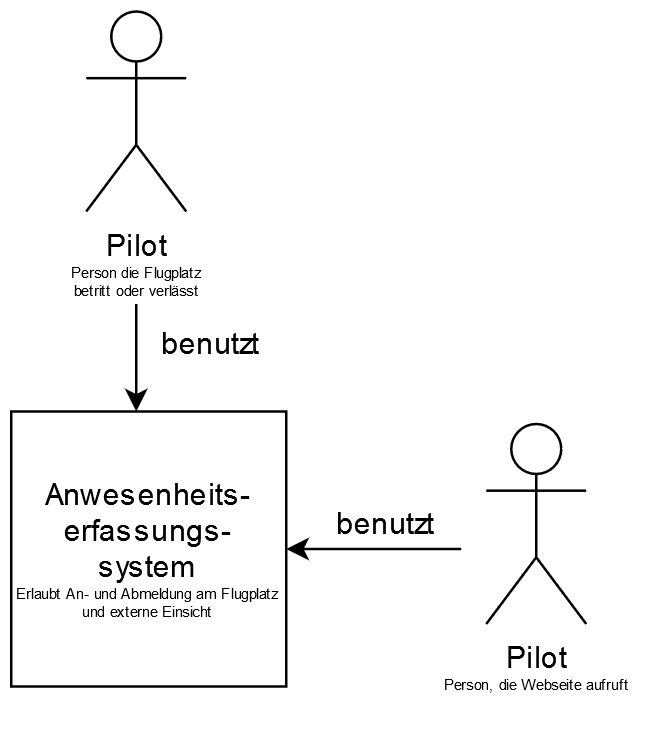 Pilot
Person die Flugplatz
betritt oder verlässt
benutzt
Anwesenheits-
erfassungs-
system
Erlaubt An- und Abmeldung am Flugplatz
und externe Einsicht
benutzt
Pilot
Person, die Webseite aufruft